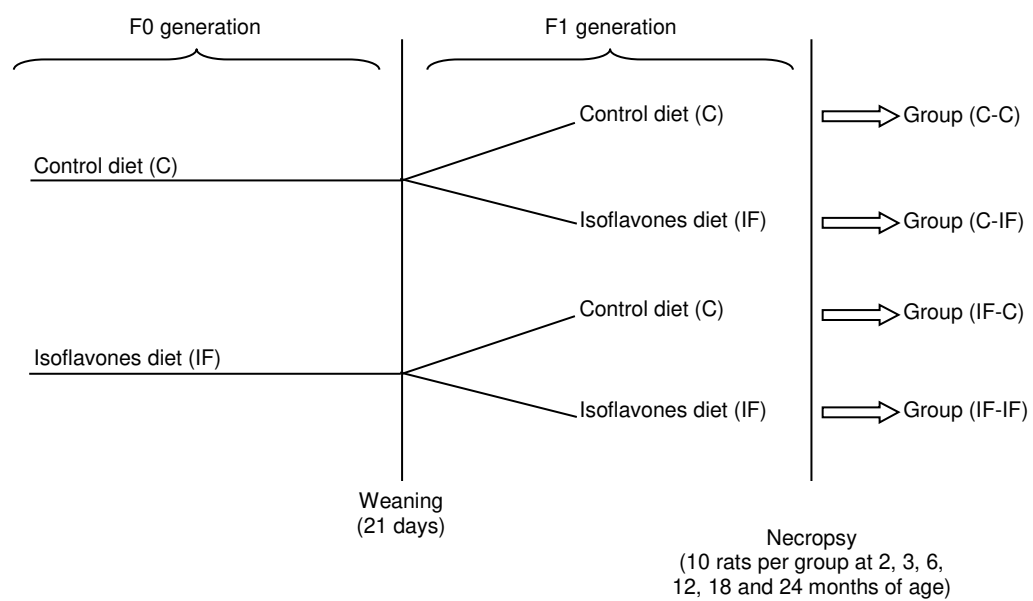 F0 generation
F1 generation
Control diet (C)
Group (C-C)
Control diet (C)
Isoflavones diet (IF)
Group (C-IF)
Control diet (C)
Group (IF-C)
Isoflavones diet (IF)
Isoflavones diet (IF)
Group (IF-IF)
Weaning
(21 days)
Necropsy
(10 rats per group at 2, 3, 6,
12, 18 and 24 months of age)